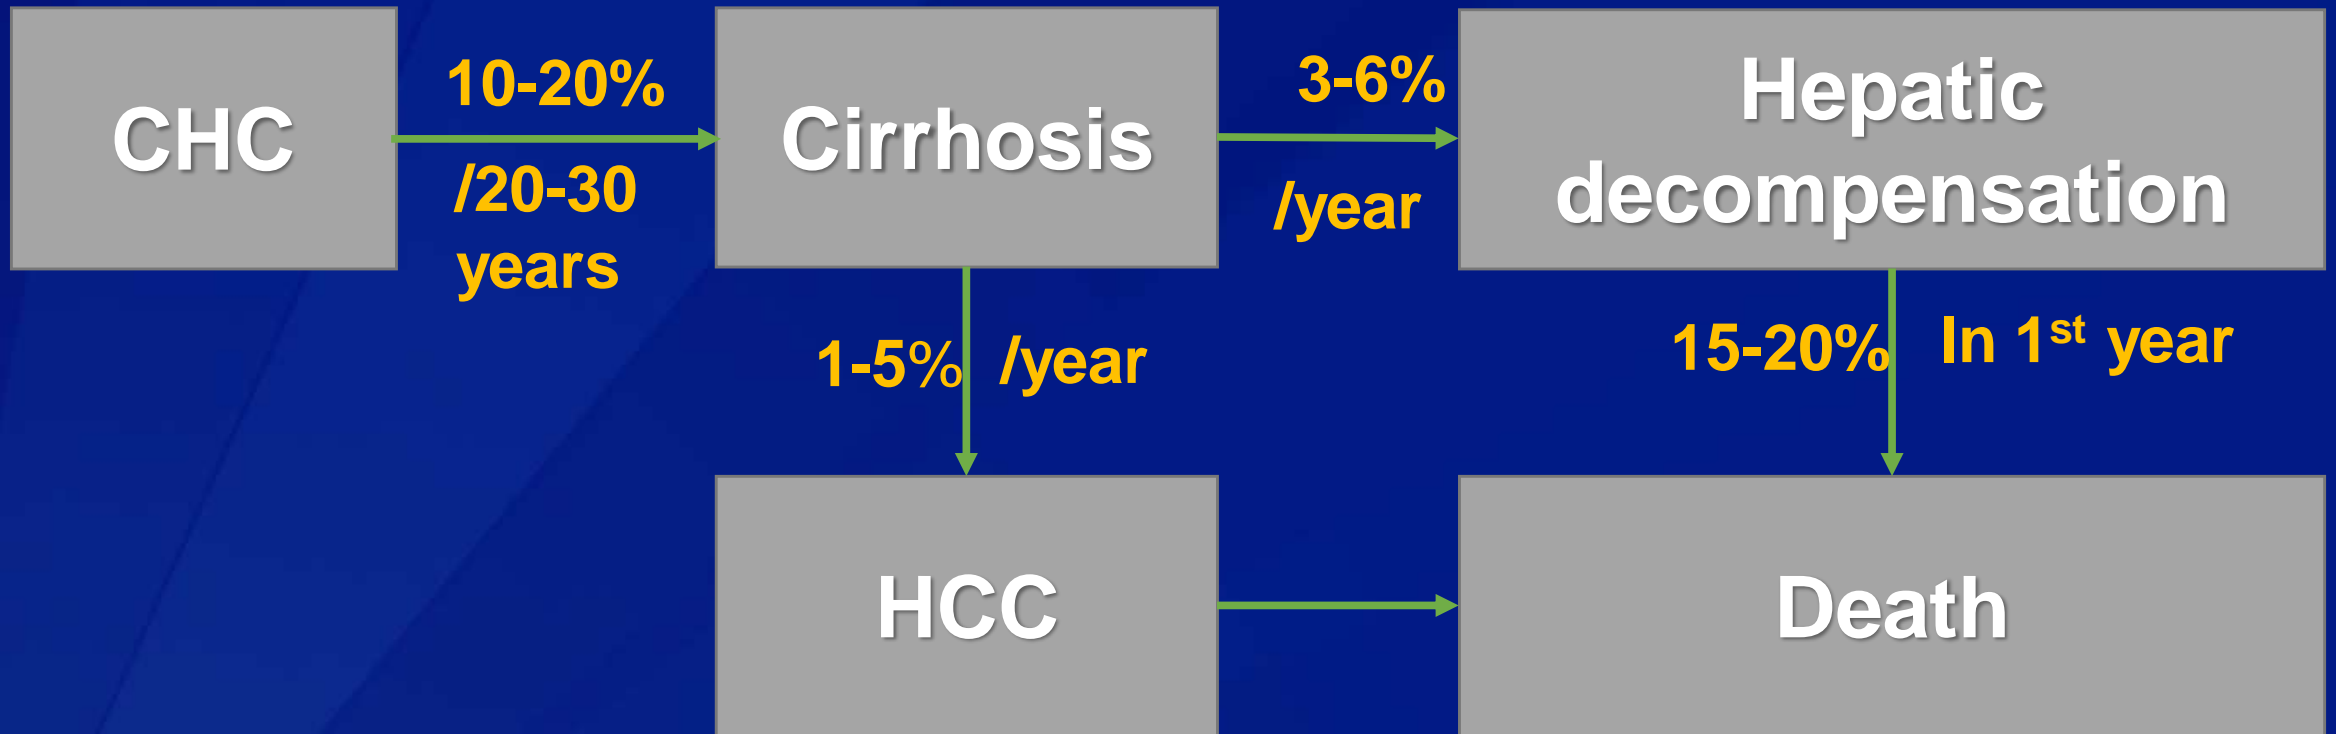 CHC
10-20%
/20-30
years
Cirrhosis
3-6%
/year
Hepatic
decompensation
1-5% /year
15-20% In 1st year
HCC
Death